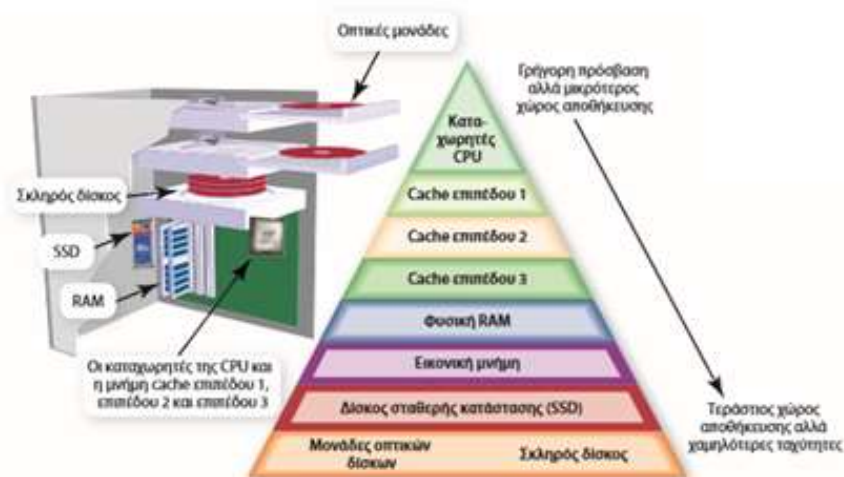 Οπτικές μονάδες
Σκληρός δίσκος
SSD
RAM
Οι καταχωρητές της CPU και
η μνήμη cache επιπέδου 1,
επιπέδου 2 και επιπέδου 3
Κατα-
χωρητές
CPU
Cache επιπέδου 1
Cache επιπέδου 2
Cache επιπέδου 3
Φυσική RAM
Εικονική μνήμη
Δίσκος σταθερής κατάστασης (SSD)
Μονάδες οπτικών
δίσκων
Σκληρός δίσκος
Γρήγορη πρόσβαση
αλλά μικρότερος
χώρος αποθήκευσης
Τεράστιος χώρος
αποθήκευσης αλλά
χαμηλότερες ταχύτητες